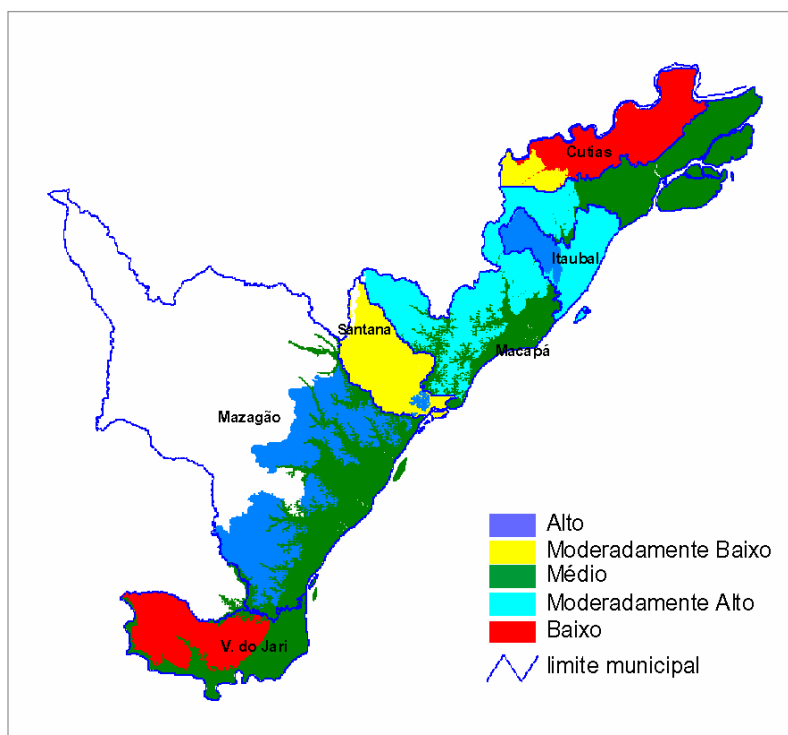 Cutias
Itaubal
Santana
Macapá
Mazagão
V. do Jari
Alto
Moderadamente Baixo
Médio
Moderadamente Alto
Baixo
limite municipal